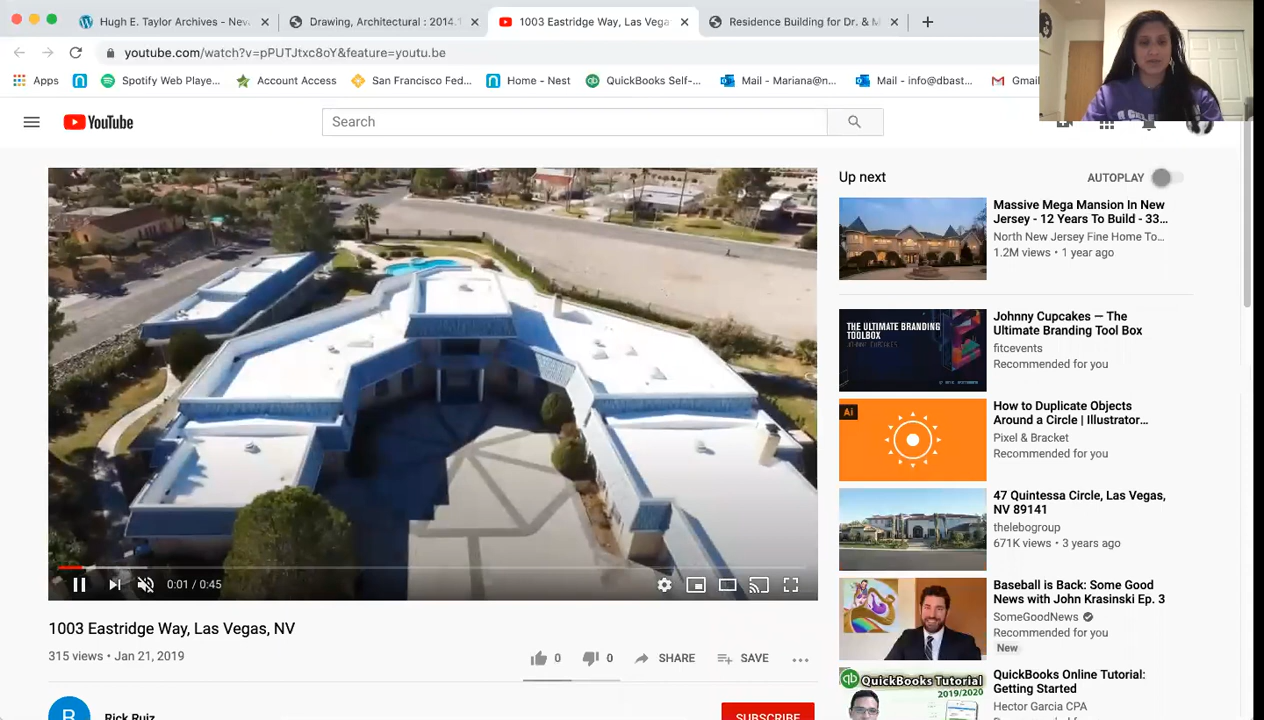 Hugh E. Taylor Archives - Nev
Drawing, Architectural : 2014.1
1003 Eastridge Way, Las Vega
Residence Building for Dr. & M
youtube.com/watch?v=pPUTJtxc8oY&feature=youtu.be
Apps
Spotify Web Playe...
Account Access
San Francisco Fed...
Home - Nest
QuickBooks Self-...
Mail - Mariana@n...
Mail - info@dbast...
Gmail
YouTube
Search
Up next
AUTOPLAY
Massive Mega Mansion In New
Jersey - 12 Years To Build - 33...
North New Jersey Fine Home To...
1.2M views • 1 year ago
THE ULTIMATE BRANDING
TOOLBOX
JOHNNY CUPCAKES
Johnny Cupcakes — The
Ultimate Branding Tool Box
fitcevents
Recommended for you
Ai
How to Duplicate Objects
Around a Circle | Illustrator...
Pixel & Bracket
Recommended for you
47 Quintessa Circle, Las Vegas,
NV 89141
thelebogroup
671K views • 3 years ago
Baseball is Back: Some Good
News with John Krasinski Ep. 3
SomeGoodNews
Recommended for you
New
qb QuickBooks Tutorial
2019/2020
QuickBooks Online Tutorial:
Getting Started
Hector Garcia CPA
0:01 / 0:45
1003 Eastridge Way, Las Vegas, NV
315 views • Jan 21, 2019
0
0
SHARE
SAVE
R
Rick Ruiz
SUBSCRIBE